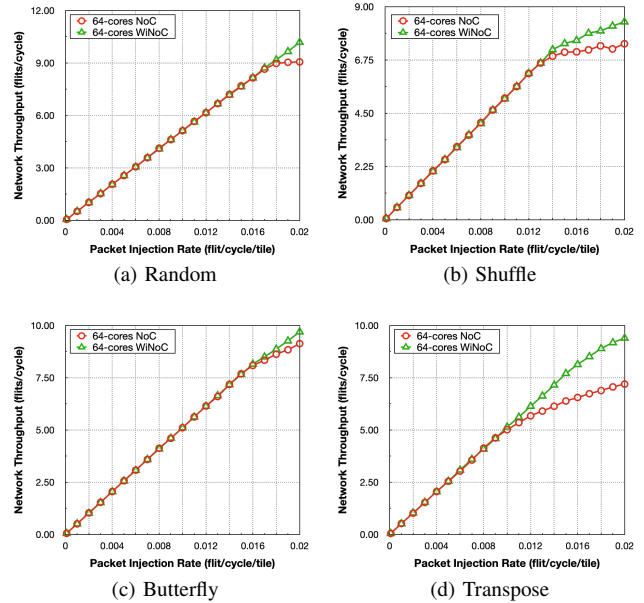 64-cores NoC
64-cores WiNoC
Network Throughput (flits/cycle)
12.00
9.00
6.00
3.00
0.00
0 0.004 0.008 0.012 0.016 0.02
Packet Injection Rate (flit/cycle/tile)
(a) Random
64-cores NoC
64-cores WiNoC
Network Throughput (flits/cycle)
9.00
6.75
4.50
2.25
0.00
0 0.004 0.008 0.012 0.016 0.02
Packet Injection Rate (flit/cycle/tile)
(b) Shuffle
64-cores NoC
64-cores WiNoC
Network Throughput (flits/cycle)
10.00
7.50
5.00
2.50
0.00
0 0.004 0.008 0.012 0.016 0.02
Packet Injection Rate (flit/cycle/tile)
(c) Butterfly
64-cores NoC
64-cores WiNoC
Network Throughput (flits/cycle)
10.00
7.50
5.00
2.50
0.00
0 0.004 0.008 0.012 0.016 0.02
Packet Injection Rate (flit/cycle/tile)
(d) Transpose